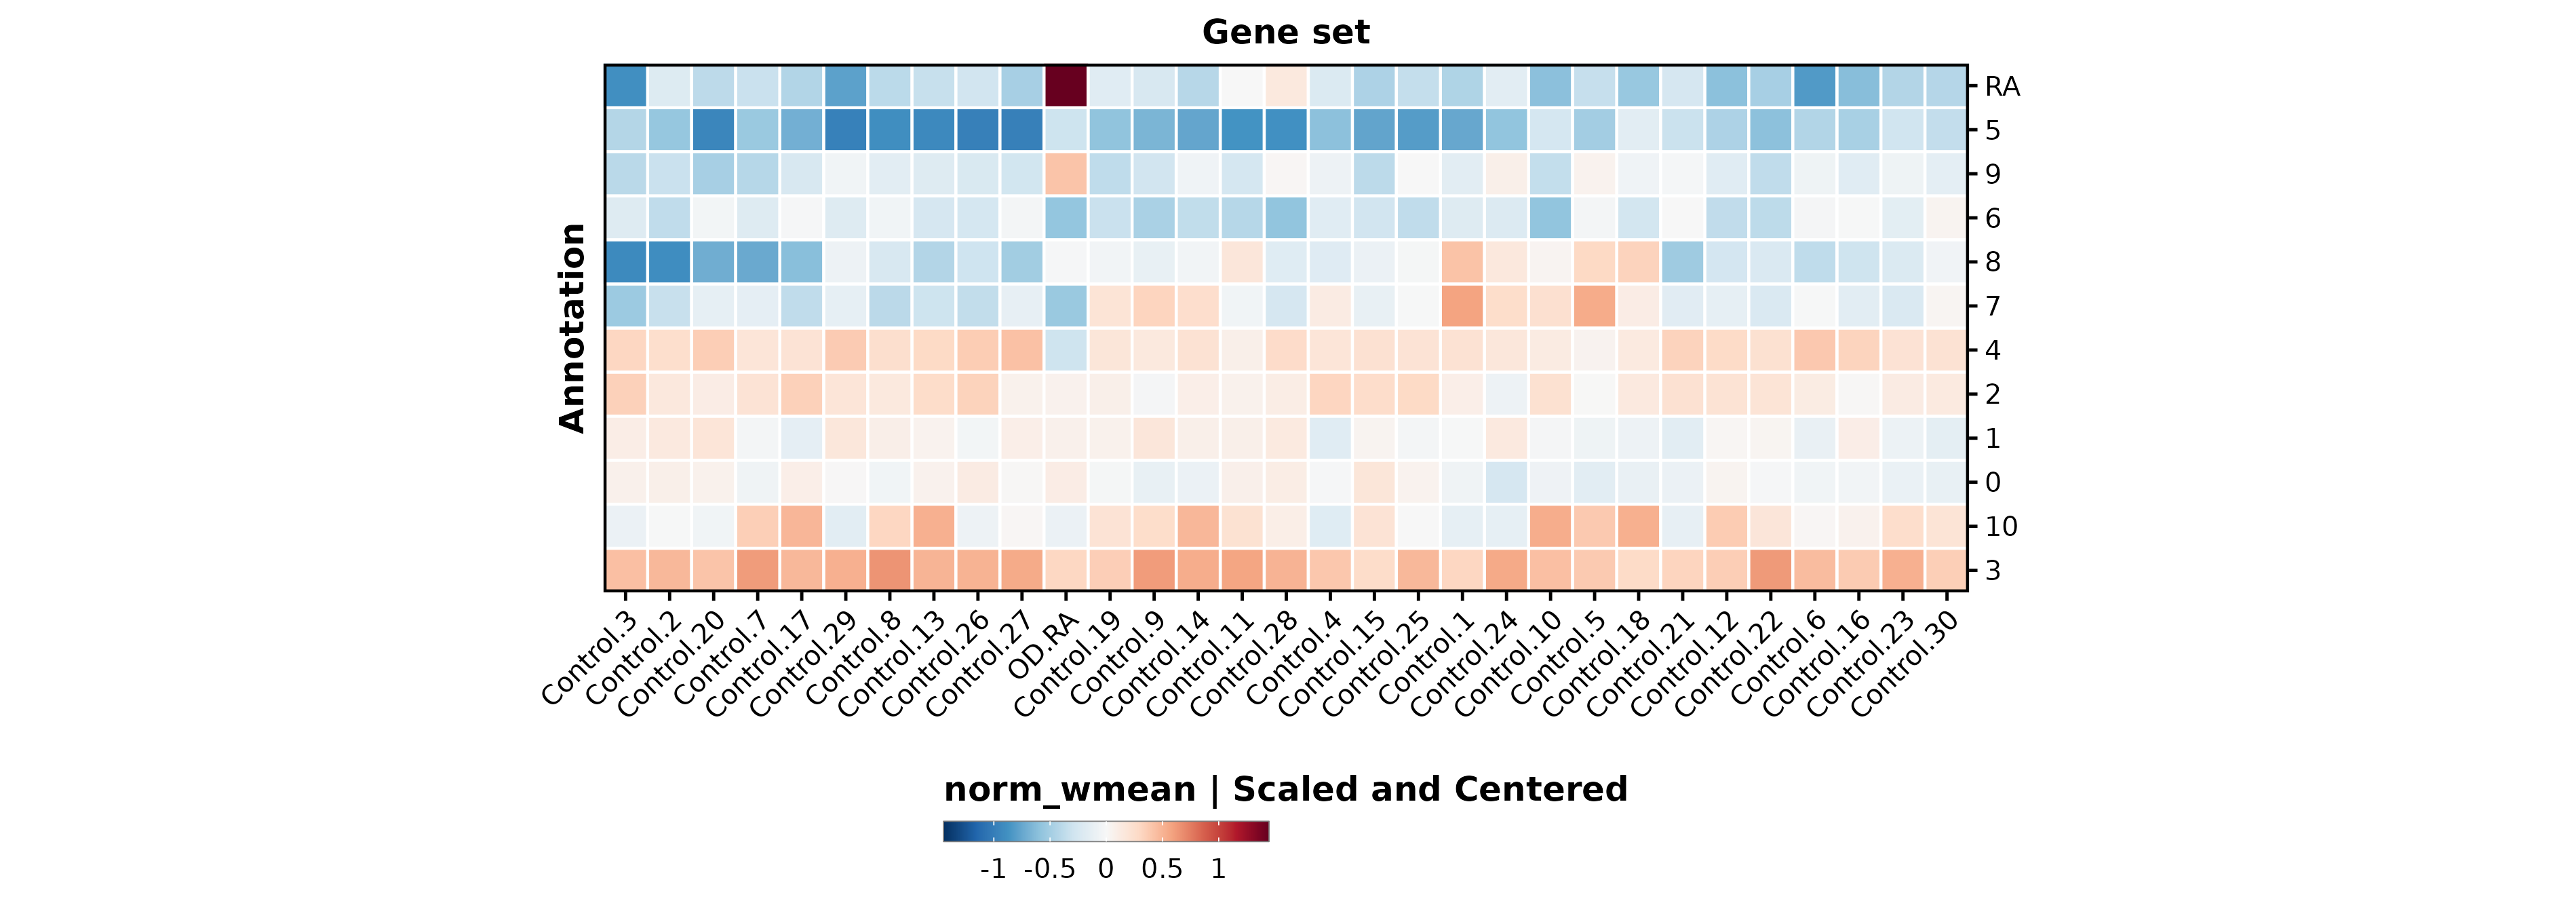 Gene set
Annotation
RA
5
9
6
8
7
4
2
1
0
10
3
Control.3
Control.2
Control.20
Control.7
Control.17
Control.29
Control.8
Control.13
Control.26
Control.27
OD.RA
Control.19
Control.9
Control.14
Control.11
Control.28
Control.4
Control.15
Control.25
Control.1
Control.24
Control.10
Control.5
Control.18
Control.21
Control.12
Control.22
Control.6
Control.16
Control.23
Control.30
norm_wmean | Scaled and Centered
-1 -0.5 0 0.5 1